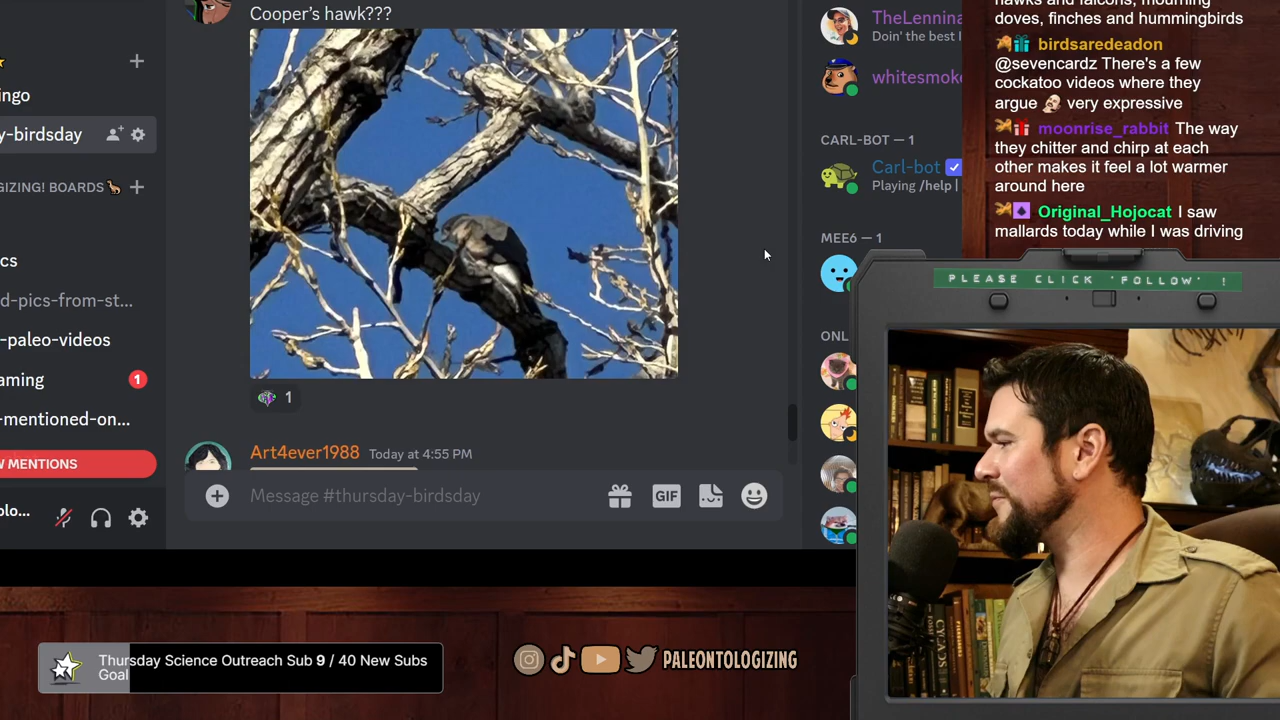 Cooper's hawk???
ingo
y-birdsday
GIZING! BOARDS
cs
d-pics-from-st...
-paleo-videos
aming
1
-mentioned-on...
W MENTIONS
olo...
1
Art4ever1988 Today at 4:55 PM
Message #thursday-birdsday
GIF
TheLennina
Doin' the best I
whitesmok
CARL-BOT — 1
Carl-bot
Playing /help |
MEE6 — 1
ONL
hawks and falcons, mourning
doves, finches and hummingbirds
birdsaredeadon
@sevencardz There's a few
cockatoo videos where they
argue very expressive
moonrise_rabbit The way
they chitter and chirp at each
other makes it feel a lot warmer
around here
Original_Hojocat I saw
mallards today while I was driving
PLEASE CLICK 'FOLLOW' !
CYCAS
Thursday Science Outreach Sub 9 / 40 New Subs
Goal
PALEONTOLOGIZING